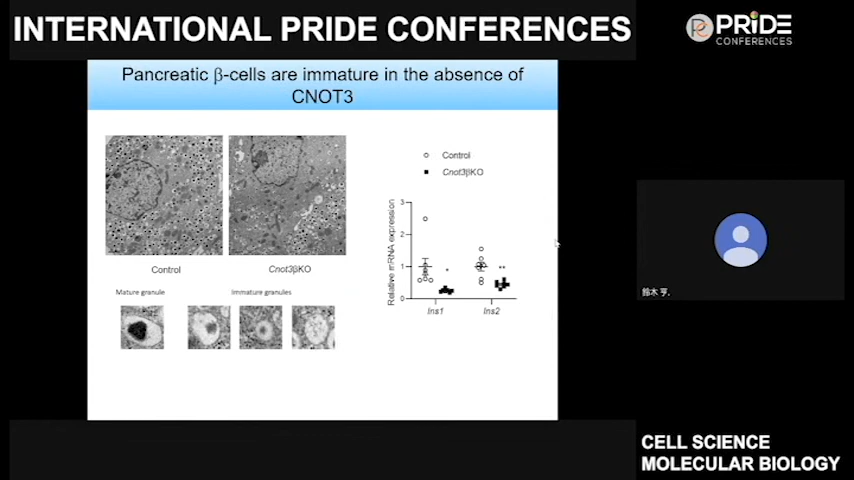 INTERNATIONAL PRIDE CONFERENCES
PRIDE
CONFERENCES
Pancreatic β-cells are immature in the absence of
CNOT3
Control
Cnot3βKO
Mature granule
Immature granules
Control
Cnot3βKO
Relative mRNA expression
3
2
1
0
*
**
Ins1
Ins2
鈴木 亨.
CELL SCIENCE
MOLECULAR BIOLOGY